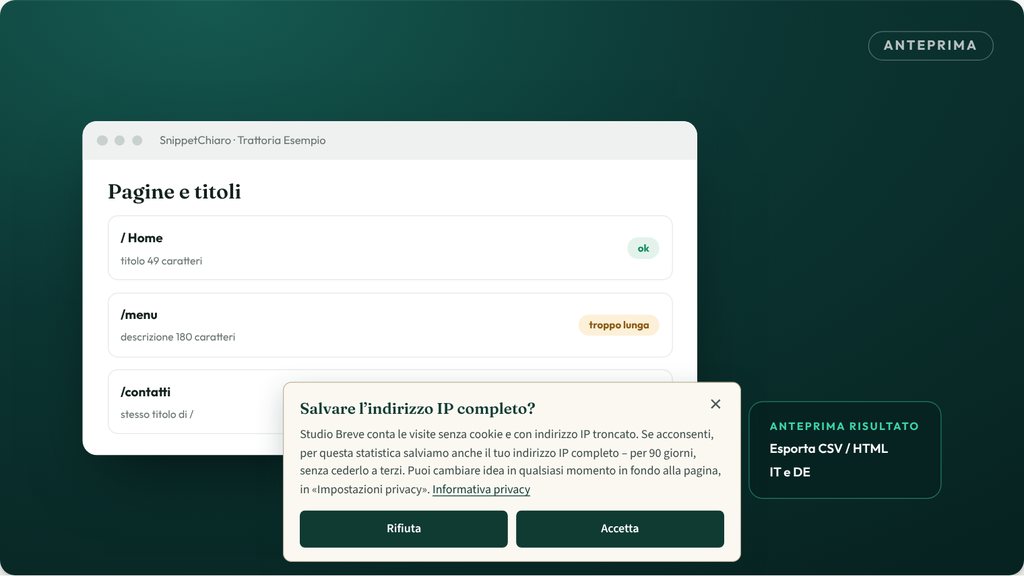 ANTEPRIMA
SnippetChiaro · Trattoria Esempio
Pagine e titoli
/ Home
titolo 49 caratteri
ok
/menu
descrizione 180 caratteri
troppo lunga
/contatti
stesso titolo di /
Salvare l’indirizzo IP completo?
Studio Breve conta le visite senza cookie e con indirizzo IP troncato. Se acconsenti,
per questa statistica salviamo anche il tuo indirizzo IP completo – per 90 giorni,
senza cederlo a terzi. Puoi cambiare idea in qualsiasi momento in fondo alla pagina,
in «Impostazioni privacy». Informativa privacy
Rifiuta
Accetta
ANTEPRIMA RISULTATO
Esporta CSV / HTML
IT e DE